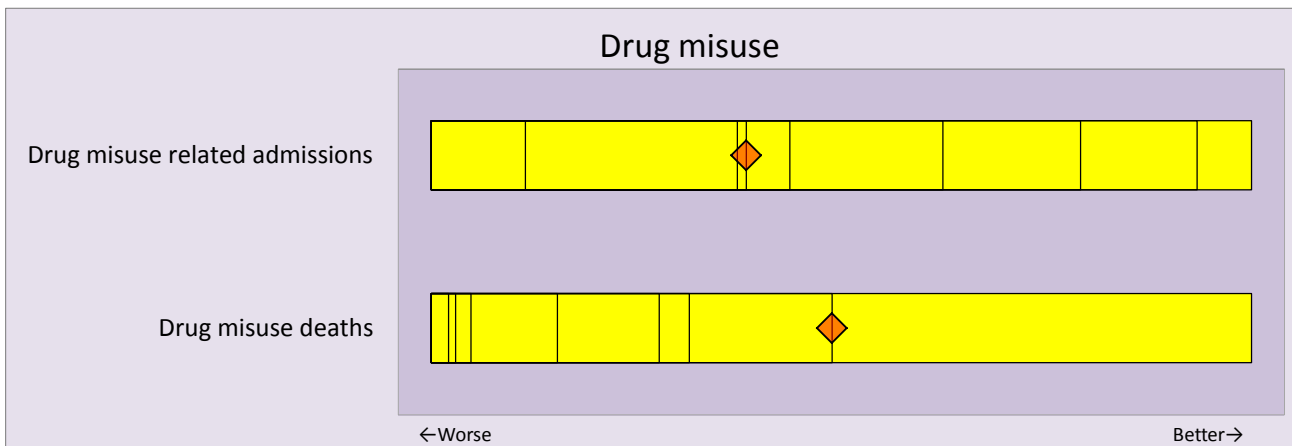 Drug misuse
Drug misuse related admissions
Drug misuse deaths
←Worse
Better→